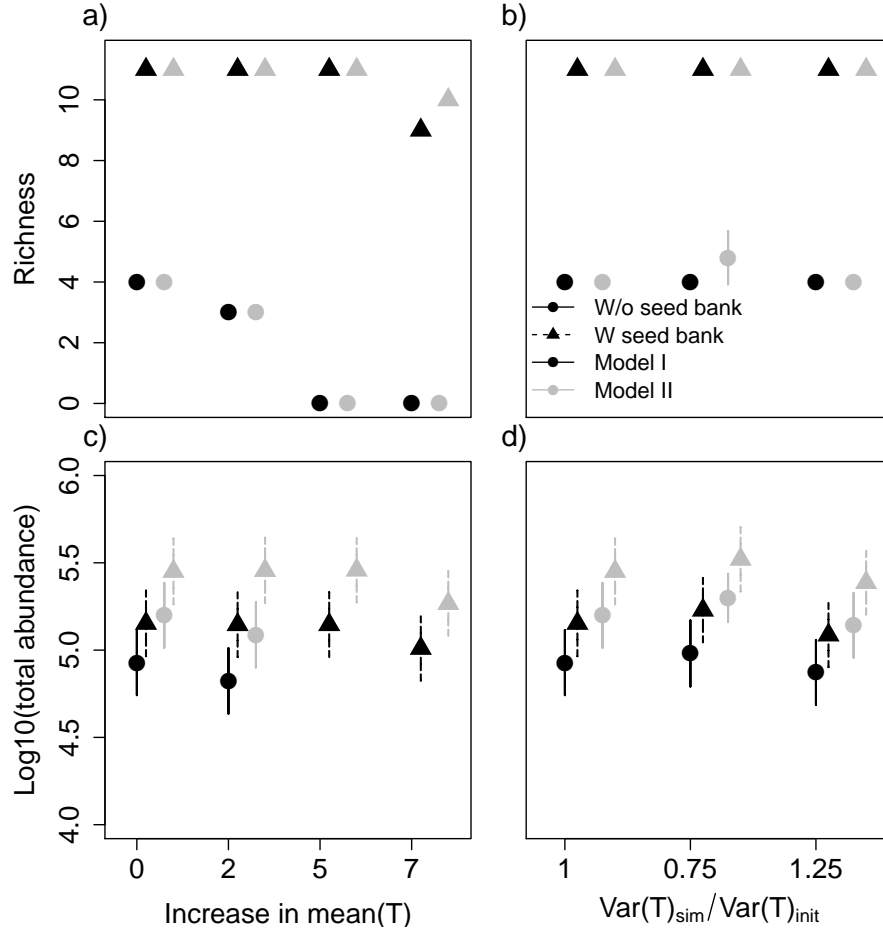 a)
b)
Richness
10
8
6
4
2
0
W/o seed bank
W seed bank
Model I
Model II
c)
d)
Log10(total abundance)
6.0
5.5
5.0
4.5
4.0
0 2 5 7
1 0.75 1.25
Increase in mean(T)
Var(T)sim/Var(T)init